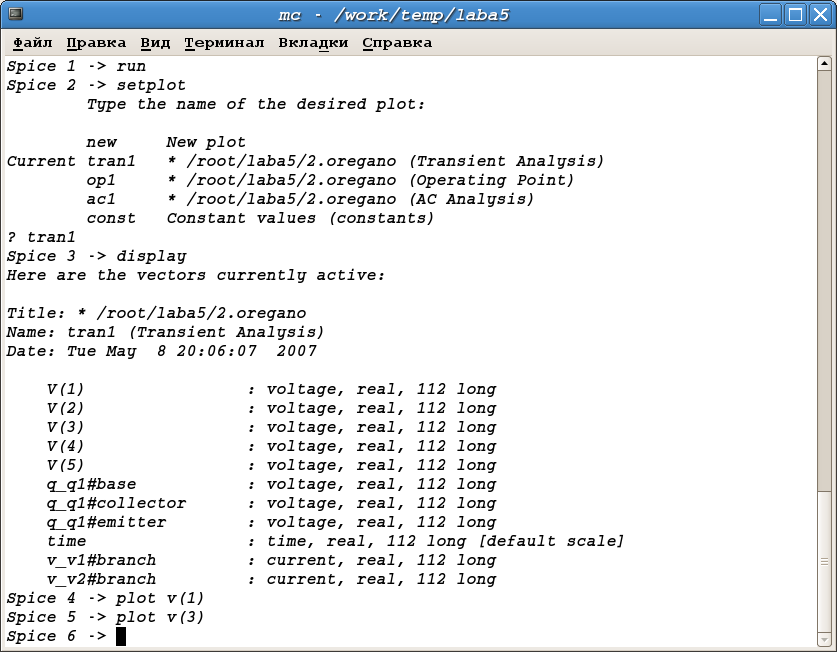 mc - /work/temp/laba5
Файл Правка Вид Терминал Вкладки Справка
Spice 1 -> run
Spice 2 -> setplot
        Type the name of the desired plot:
        new     New plot
Current tran1   * /root/laba5/2.oregano (Transient Analysis)
        op1     * /root/laba5/2.oregano (Operating Point)
        ac1     * /root/laba5/2.oregano (AC Analysis)
        const   Constant values (constants)
? tran1
Spice 3 -> display
Here are the vectors currently active:
Title: * /root/laba5/2.oregano
Name: tran1 (Transient Analysis)
Date: Tue May  8 20:06:07  2007
    V(1)                : voltage, real, 112 long
    V(2)                : voltage, real, 112 long
    V(3)                : voltage, real, 112 long
    V(4)                : voltage, real, 112 long
    V(5)                : voltage, real, 112 long
    q_q1#base           : voltage, real, 112 long
    q_q1#collector      : voltage, real, 112 long
    q_q1#emitter        : voltage, real, 112 long
    time                : time, real, 112 long [default scale]
    v_v1#branch         : current, real, 112 long
    v_v2#branch         : current, real, 112 long
Spice 4 -> plot v(1)
Spice 5 -> plot v(3)
Spice 6 ->